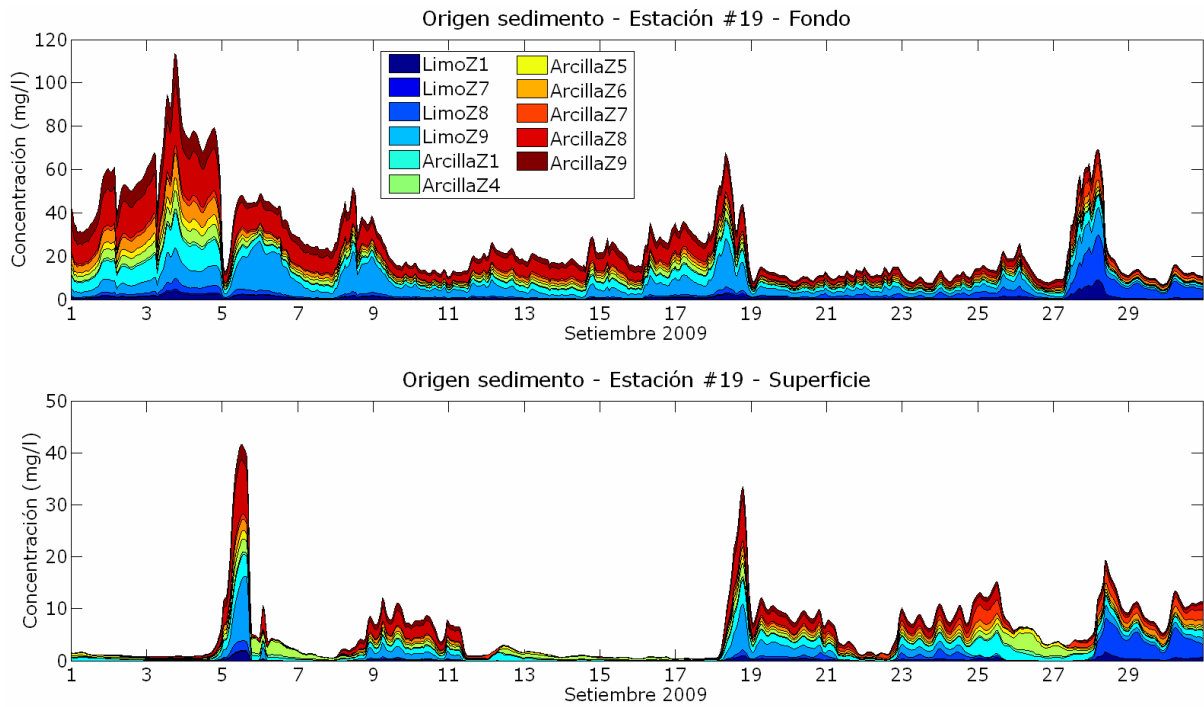 Origen sedimento - Estación #19 - Fondo
120
100
80
60
40
20
0
Concentración (mg/l)
LimoZ1
LimoZ7
LimoZ8
LimoZ9
ArcillaZ1
ArcillaZ4
ArcillaZ5
ArcillaZ6
ArcillaZ7
ArcillaZ8
ArcillaZ9
1 3 5 7 9 11 13 15 17 19 21 23 25 27 29
Setiembre 2009
Origen sedimento - Estación #19 - Superficie
50
40
30
20
10
0
Concentración (mg/l)
1 3 5 7 9 11 13 15 17 19 21 23 25 27 29
Setiembre 2009